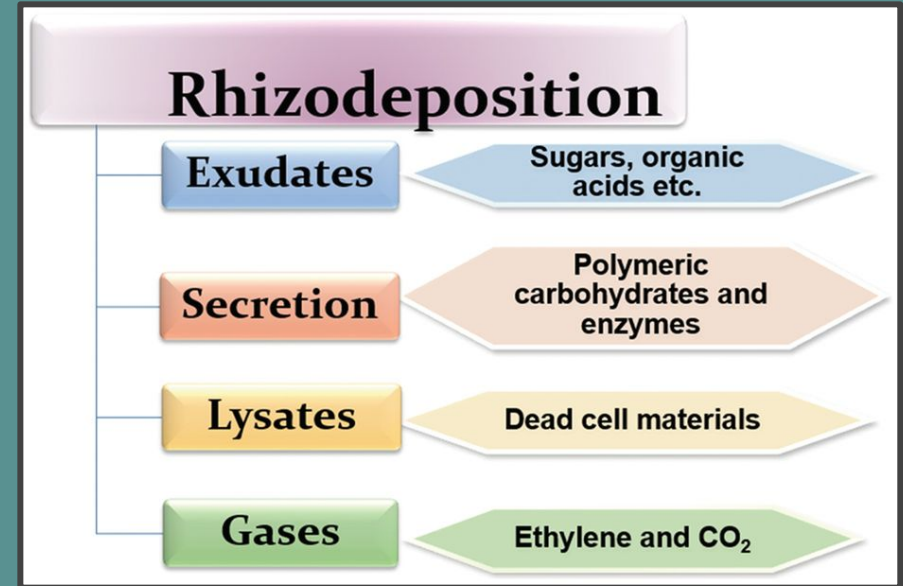 Rhizodeposition
Exudates
Sugars, organic
acids etc.
Secretion
Polymeric
carbohydrates and
enzymes
Lysates
Dead cell materials
Gases
Ethylene and CO₂